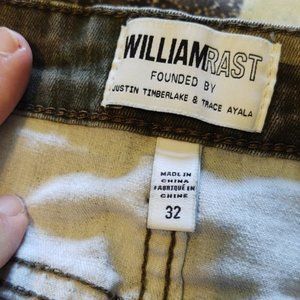 WILLIAMRAST
FOUNDED BY
JUSTIN TIMBERLAKE & TRACE AYALA
MADE IN
CHINA
FABRIQUÉ EN
CHINE
32